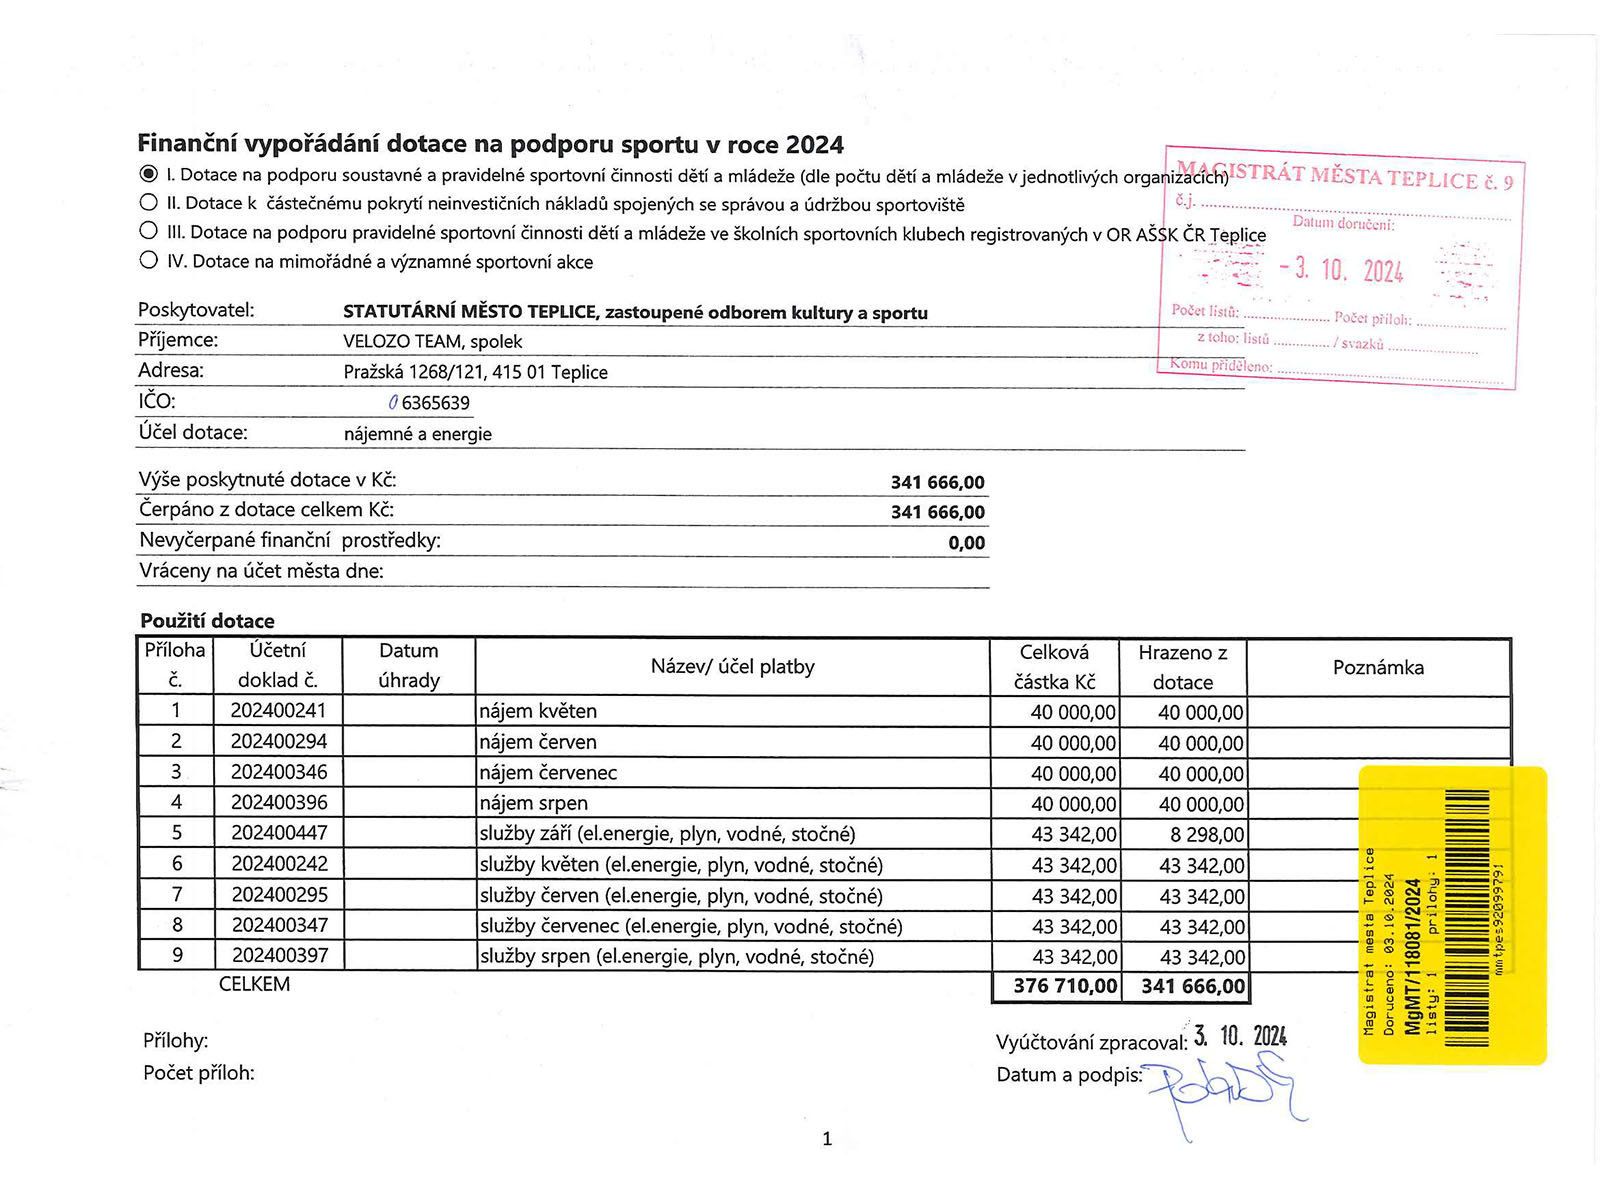 Finanční vypořádání dotace na podporu sportu v roce 2024
I. Dotace na podporu soustavné a pravidelné sportovní činnosti dětí a mládeže (dle počtu dětí a mládeže v jednotlivých organizacích)
II. Dotace k částečnému pokrytí neinvestičních nákladů spojených se správou a údržbou sportoviště
III. Dotace na podporu pravidelné sportovní činnosti dětí a mládeže ve školních sportovních klubech registrovaných v OR AŠSK ČR Teplice
IV. Dotace na mimořádné a významné sportovní akce
MAGISTRÁT MĚSTA TEPLICE č. 9
č.j.
Datum doručení:
- 3. 10. 2024
Počet listů: Počet příloh:
z toho: listů / svazků
Komu přiděleno:
Poskytovatel: STATUTÁRNÍ MĚSTO TEPLICE, zastoupené odborem kultury a sportu
Příjemce: VELOZO TEAM, spolek
Adresa: Pražská 1268/121, 415 01 Teplice
IČO: 06365639
Účel dotace: nájemné a energie
Výše poskytnuté dotace v Kč: 341 666,00
Čerpáno z dotace celkem Kč: 341 666,00
Nevyčerpané finanční prostředky: 0,00
Vráceny na účet města dne:
Použití dotace
Příloha č. Účetní doklad č. Datum úhrady Název/ účel platby Celková částka Kč Hrazeno z dotace Poznámka
1 202400241 nájem květen 40 000,00 40 000,00
2 202400294 nájem červen 40 000,00 40 000,00
3 202400346 nájem červenec 40 000,00 40 000,00
4 202400396 nájem srpen 40 000,00 40 000,00
5 202400447 služby září (el.energie, plyn, vodné, stočné) 43 342,00 8 298,00
6 202400242 služby květen (el.energie, plyn, vodné, stočné) 43 342,00 43 342,00
7 202400295 služby červen (el.energie, plyn, vodné, stočné) 43 342,00 43 342,00
8 202400347 služby červenec (el.energie, plyn, vodné, stočné) 43 342,00 43 342,00
9 202400397 služby srpen (el.energie, plyn, vodné, stočné) 43 342,00 43 342,00
CELKEM 376 710,00 341 666,00
Magistrat mesta Teplice
Doruceno: 03.10.2024
MgMT/118081/2024
listy: 1 prilohy: 1
mmtpes92099791
Přílohy:
Počet příloh:
Vyúčtování zpracoval: 3. 10. 2024
Datum a podpis:
1